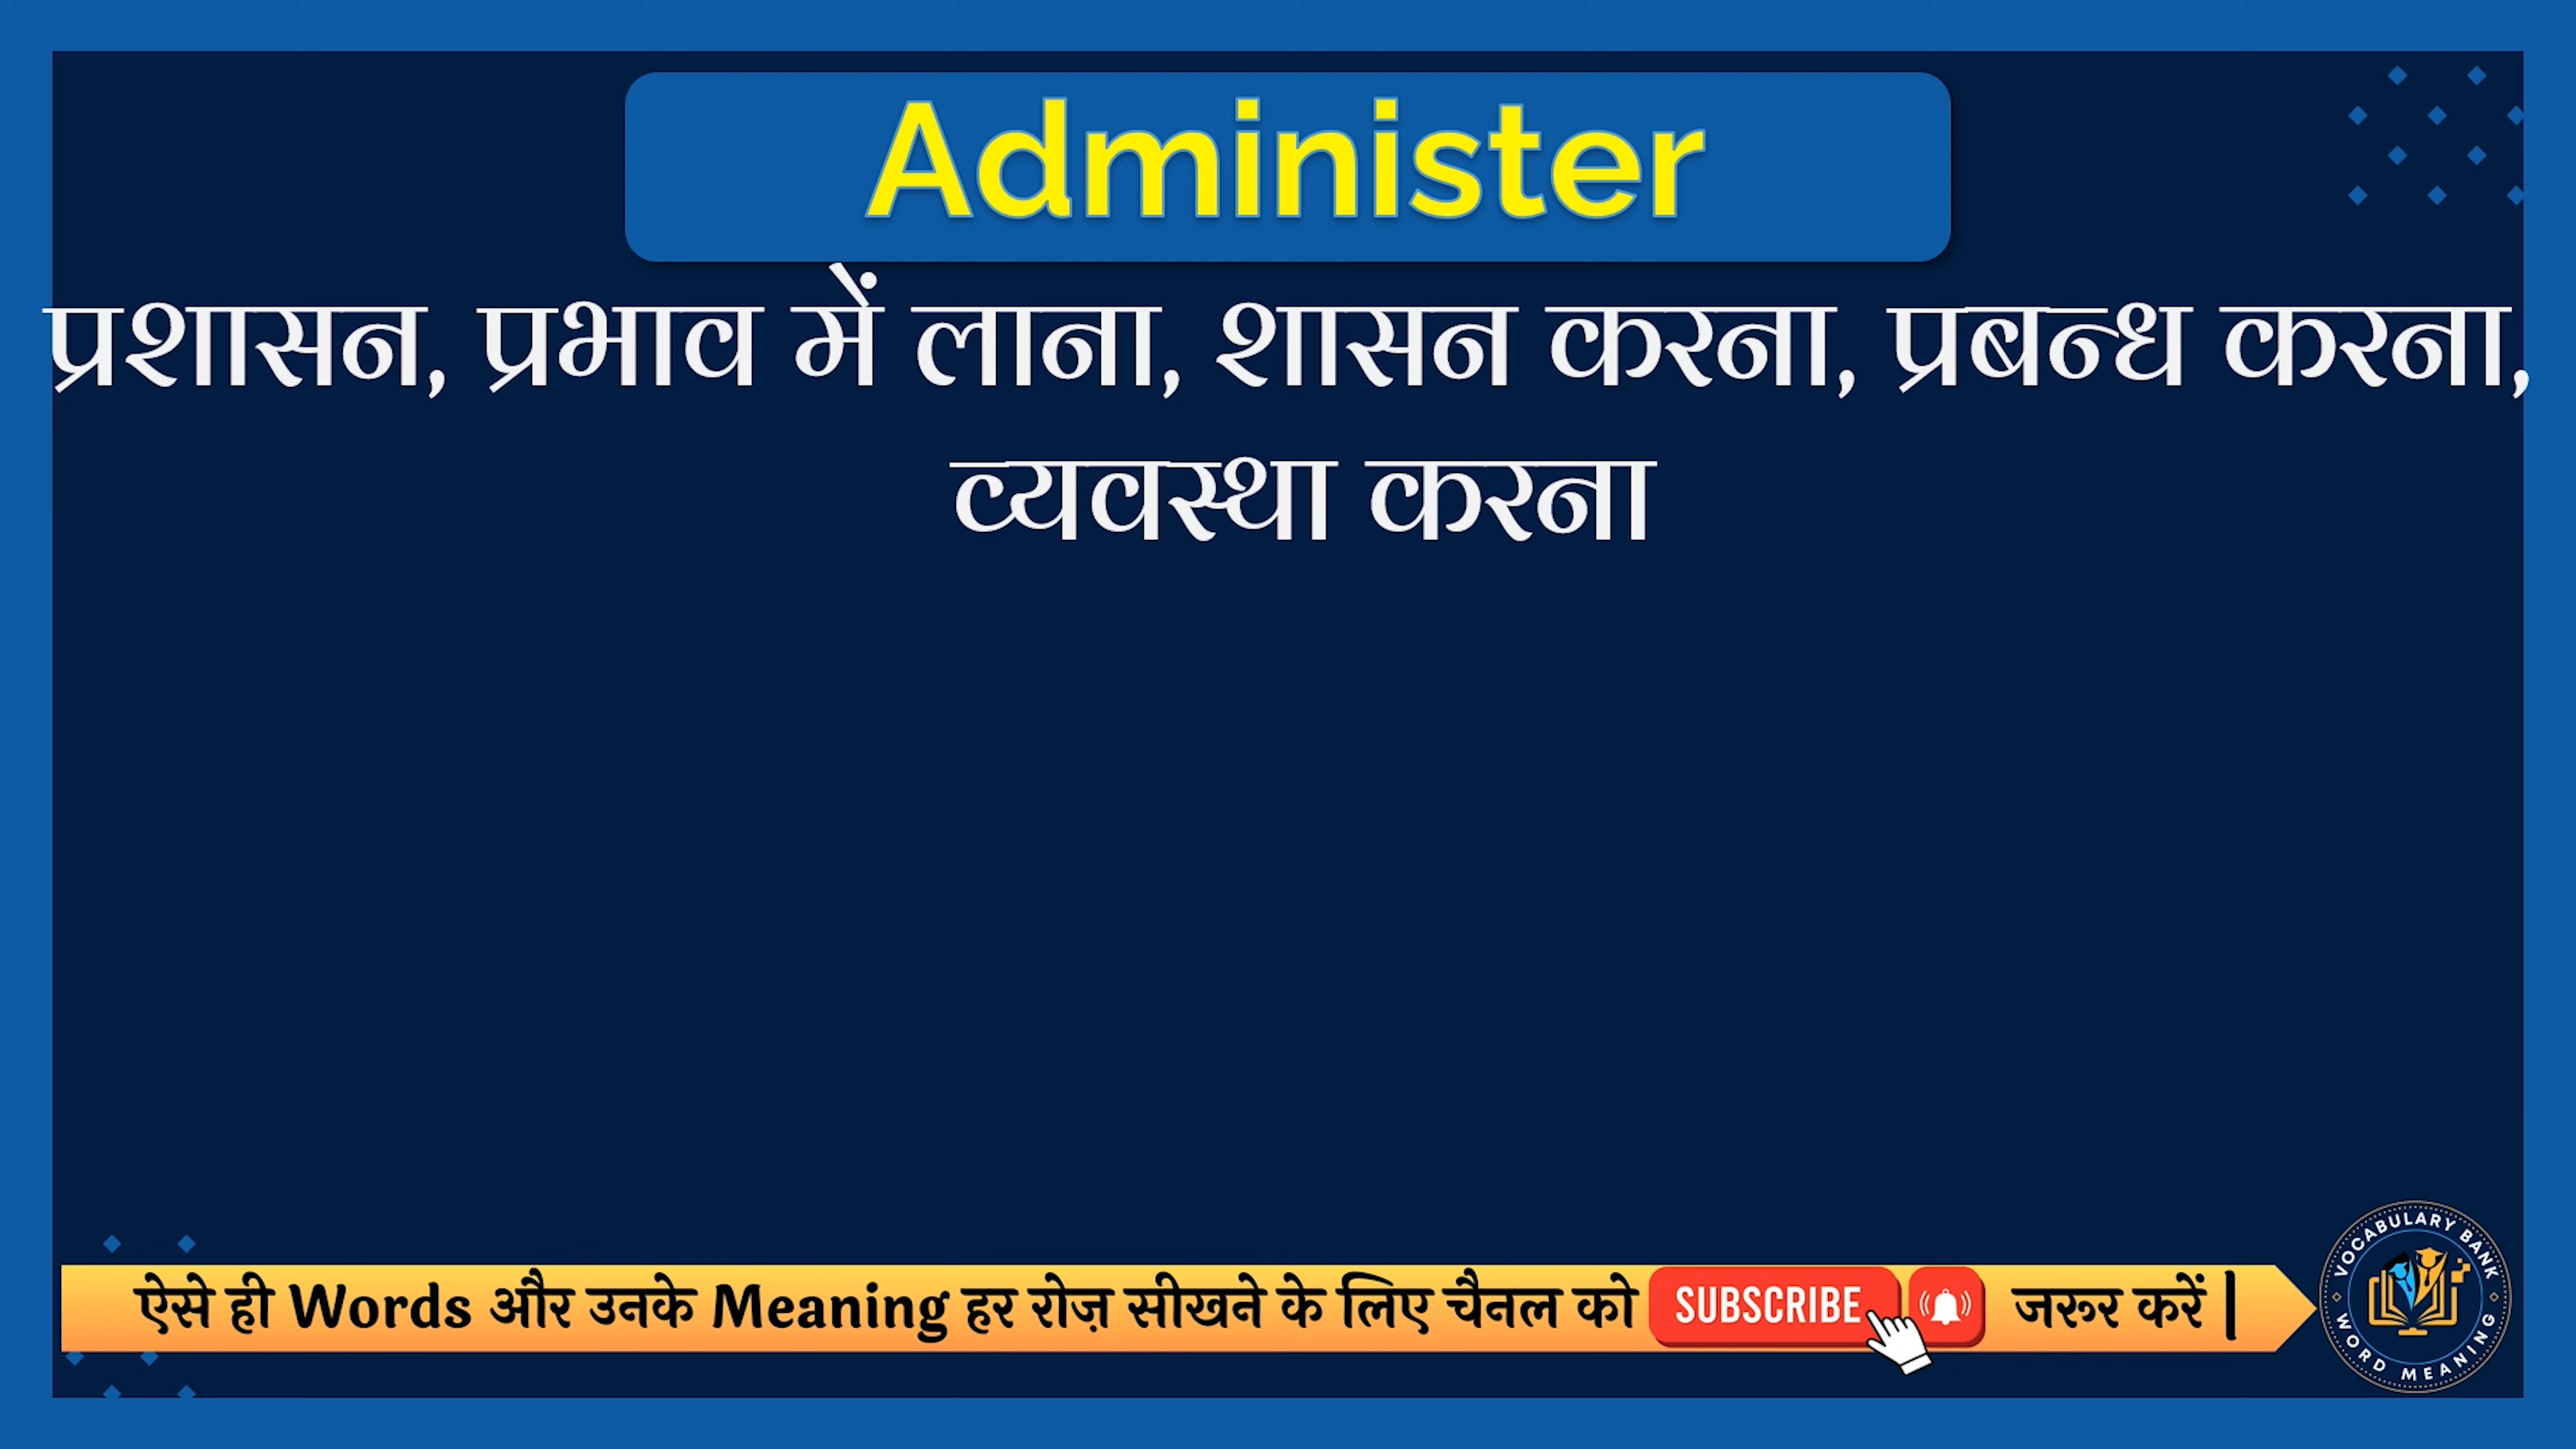 Administer
प्रशासन, प्रभाव में लाना, शासन करना, प्रबन्ध करना,
व्यवस्था करना
ऐसे ही Words और उनके Meaning हर रोज़ सीखने के लिए चैनल को SUBSCRIBE जरूर करें |
VOCABULARY BANK
WORD MEANING